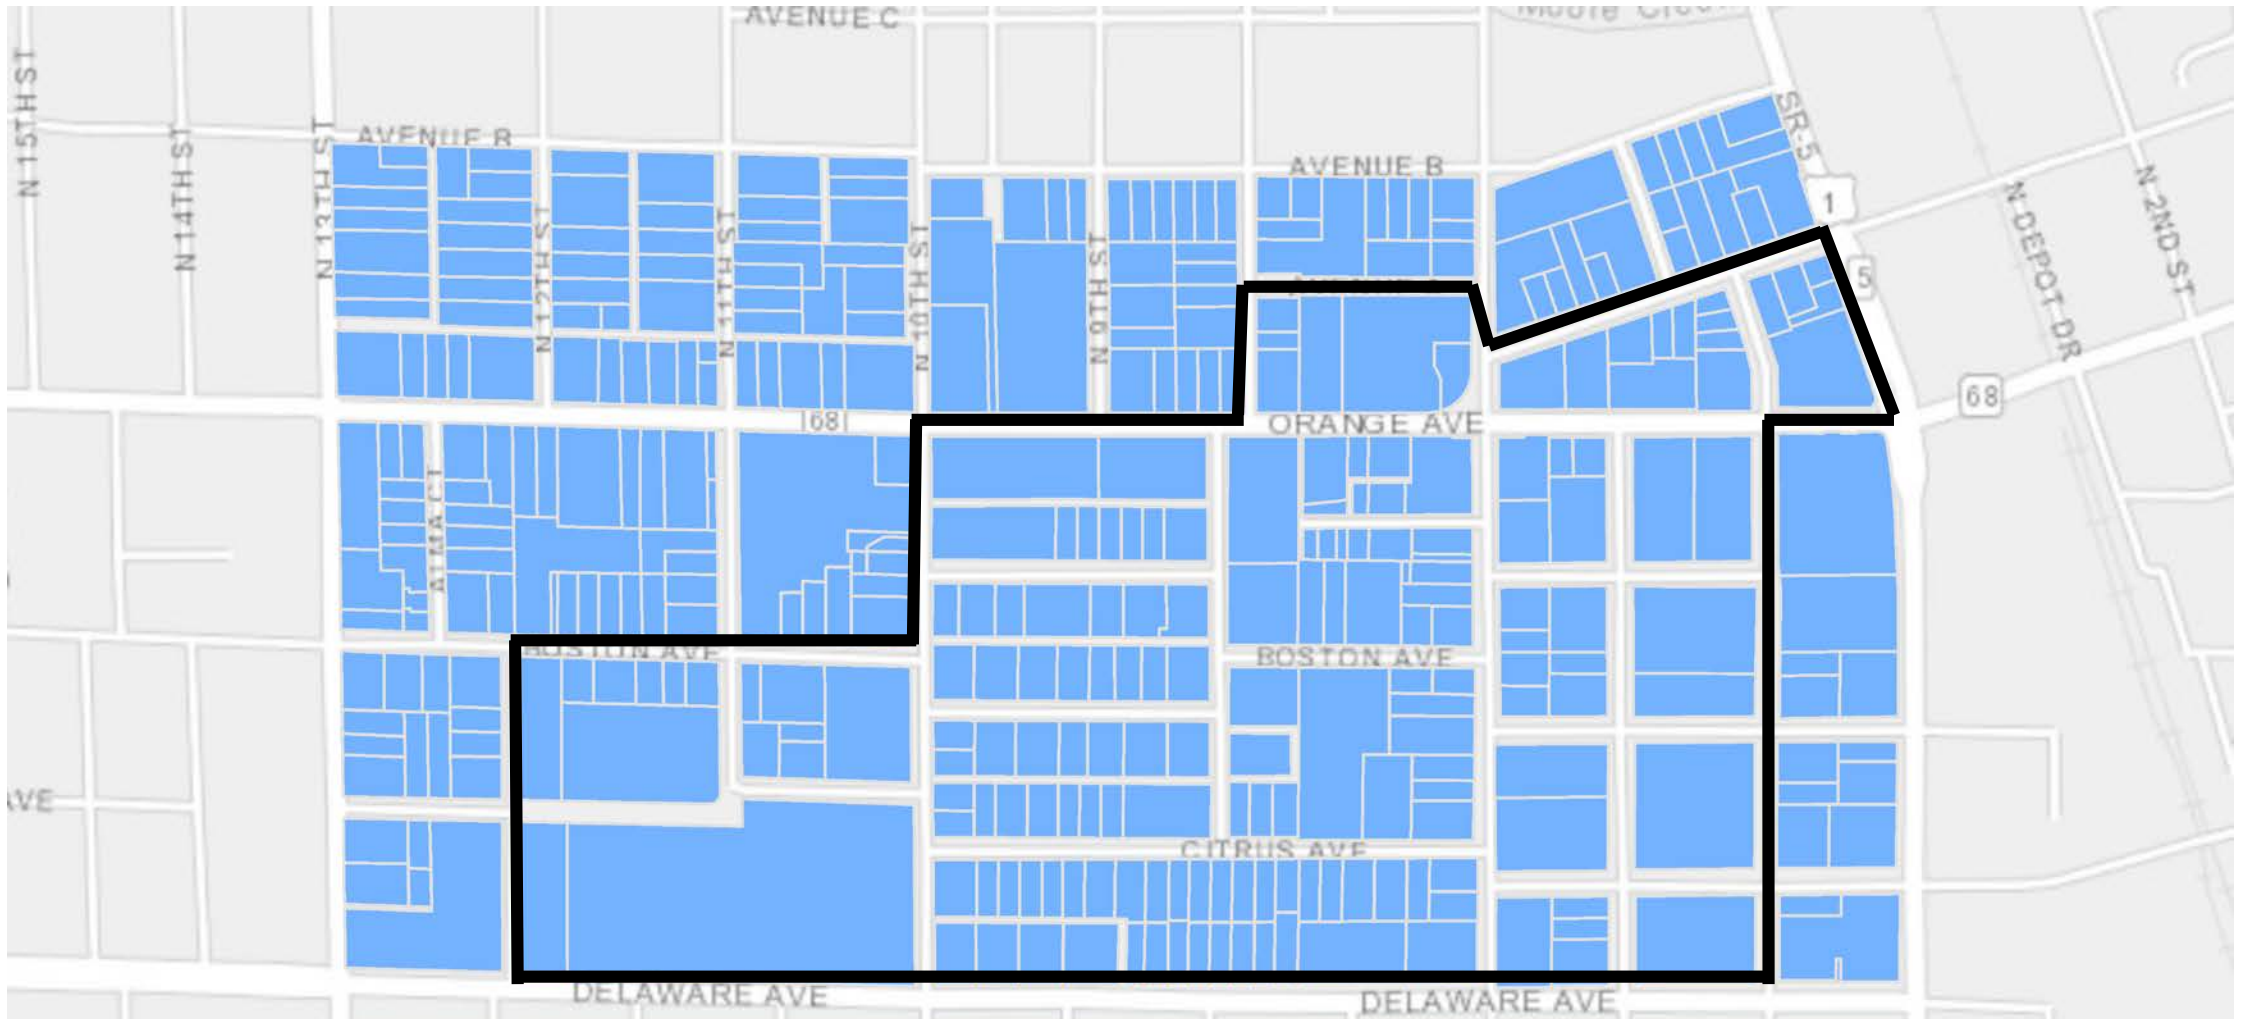 AVENUE C
N 15TH ST
N 14TH ST
N 13TH ST
AVENUE B
AVENUE B
SR-5
1
N DEPOT DR
N 2ND ST
N 12TH ST
N 11TH ST
N 10TH ST
N 9TH ST
5
68
68
ORANGE AVE
ALMA CT
BOSTON AVE
BOSTON AVE
AVE
CITRUS AVE
DELAWARE AVE
DELAWARE AVE